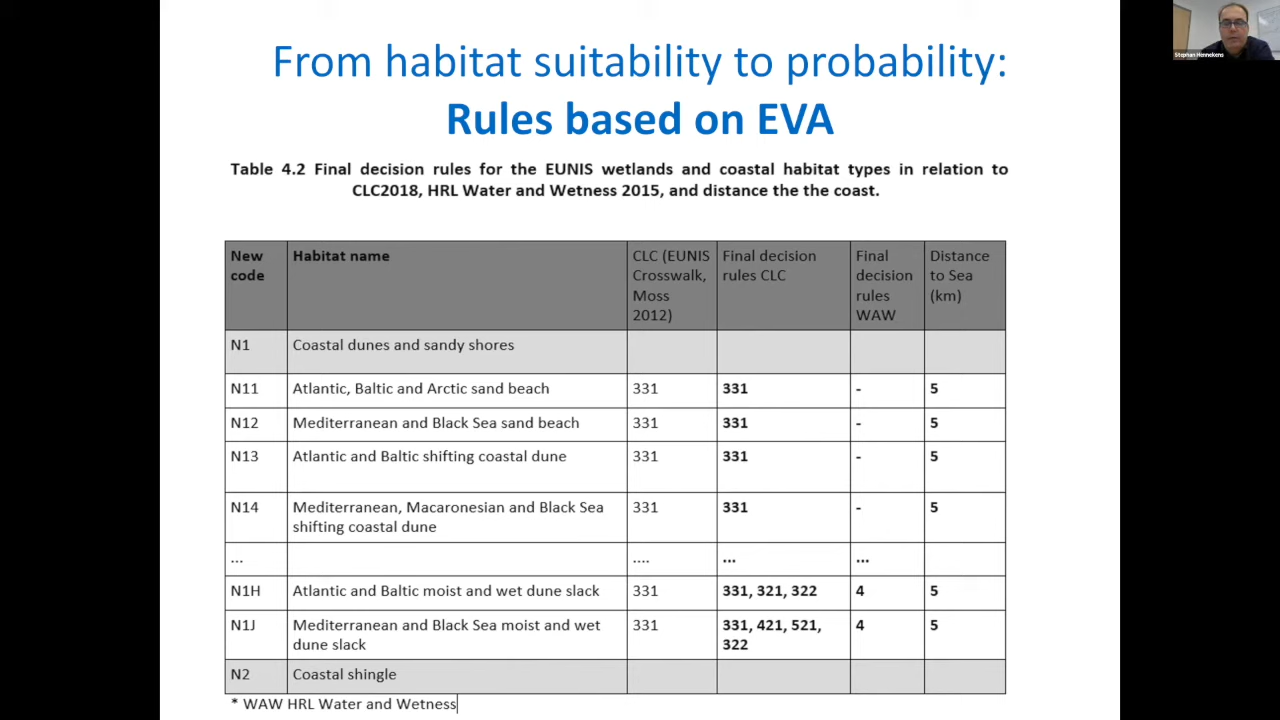 From habitat suitability to probability:
Rules based on EVA
Table 4.2 Final decision rules for the EUNIS wetlands and coastal habitat types in relation to
CLC2018, HRL Water and Wetness 2015, and distance the the coast.
New code Habitat name CLC (EUNIS Crosswalk, Moss 2012) Final decision rules CLC Final decision rules WAW Distance to Sea (km)
N1 Coastal dunes and sandy shores
N11 Atlantic, Baltic and Arctic sand beach 331 331 - 5
N12 Mediterranean and Black Sea sand beach 331 331 - 5
N13 Atlantic and Baltic shifting coastal dune 331 331 - 5
N14 Mediterranean, Macaronesian and Black Sea shifting coastal dune 331 331 - 5
... .... ... ...
N1H Atlantic and Baltic moist and wet dune slack 331 331, 321, 322 4 5
N1J Mediterranean and Black Sea moist and wet dune slack 331 331, 421, 521, 322 4 5
N2 Coastal shingle
* WAW HRL Water and Wetness
Stephan Hennekens